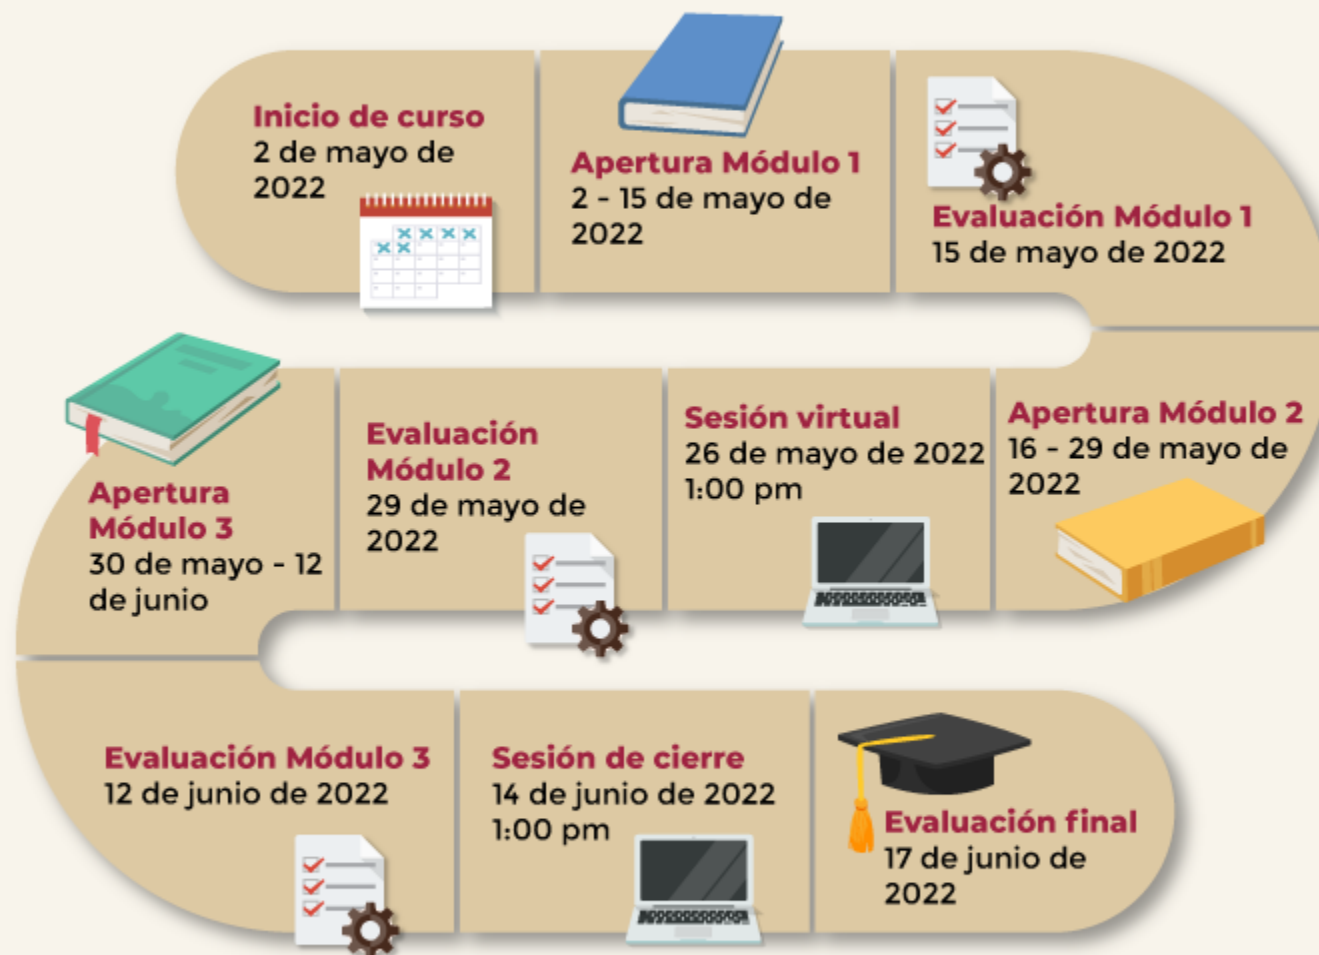 Inicio de curso
2 de mayo de
2022
Apertura Módulo 1
2 - 15 de mayo de
2022
Evaluación Módulo 1
15 de mayo de 2022
Apertura Módulo 2
16 - 29 de mayo de
2022
Sesión virtual
26 de mayo de 2022
1:00 pm
Evaluación
Módulo 2
29 de mayo de
2022
Apertura
Módulo 3
30 de mayo - 12
de junio
Evaluación Módulo 3
12 de junio de 2022
Sesión de cierre
14 de junio de 2022
1:00 pm
Evaluación final
17 de junio de
2022